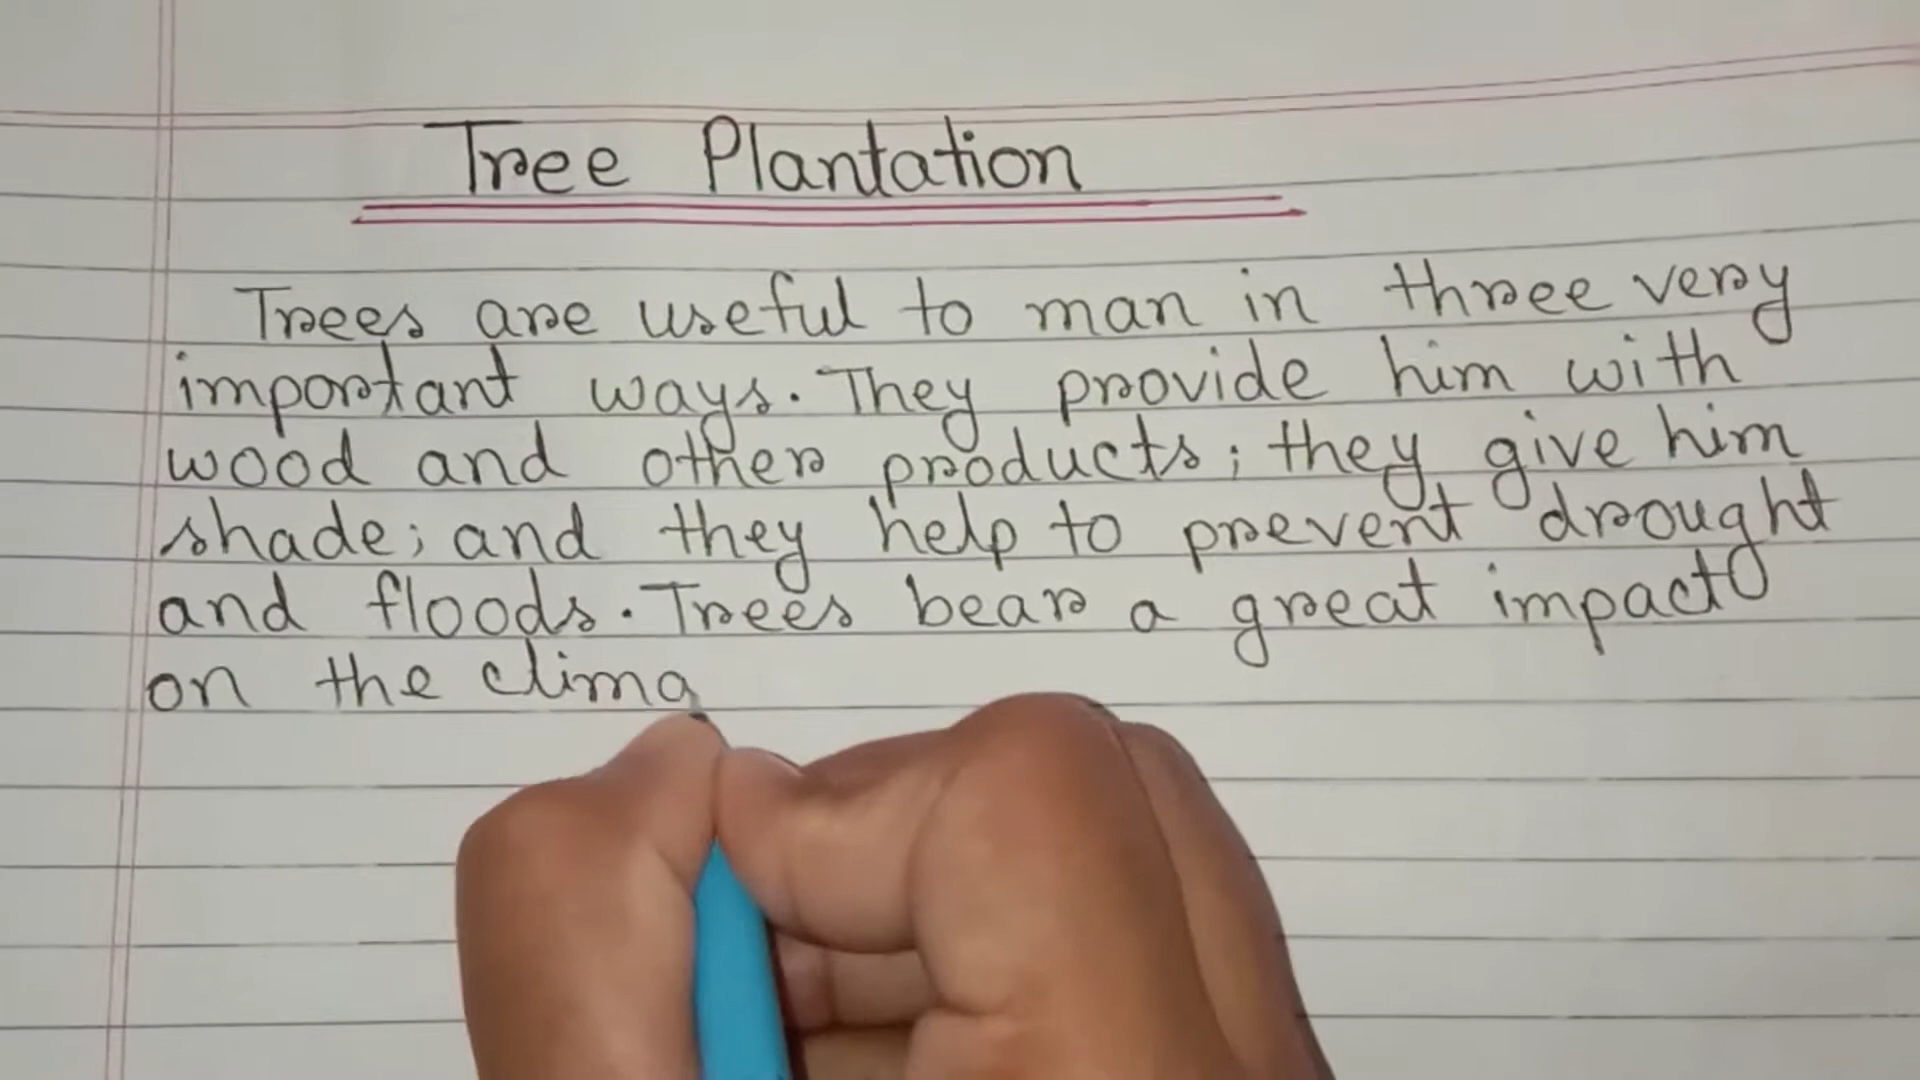 Tree Plantation
Trees are useful to man in three very
important ways. They provide him with
wood and other products; they give him
shade; and they help to prevent drought
and floods. Trees bear a great impact
on the clima